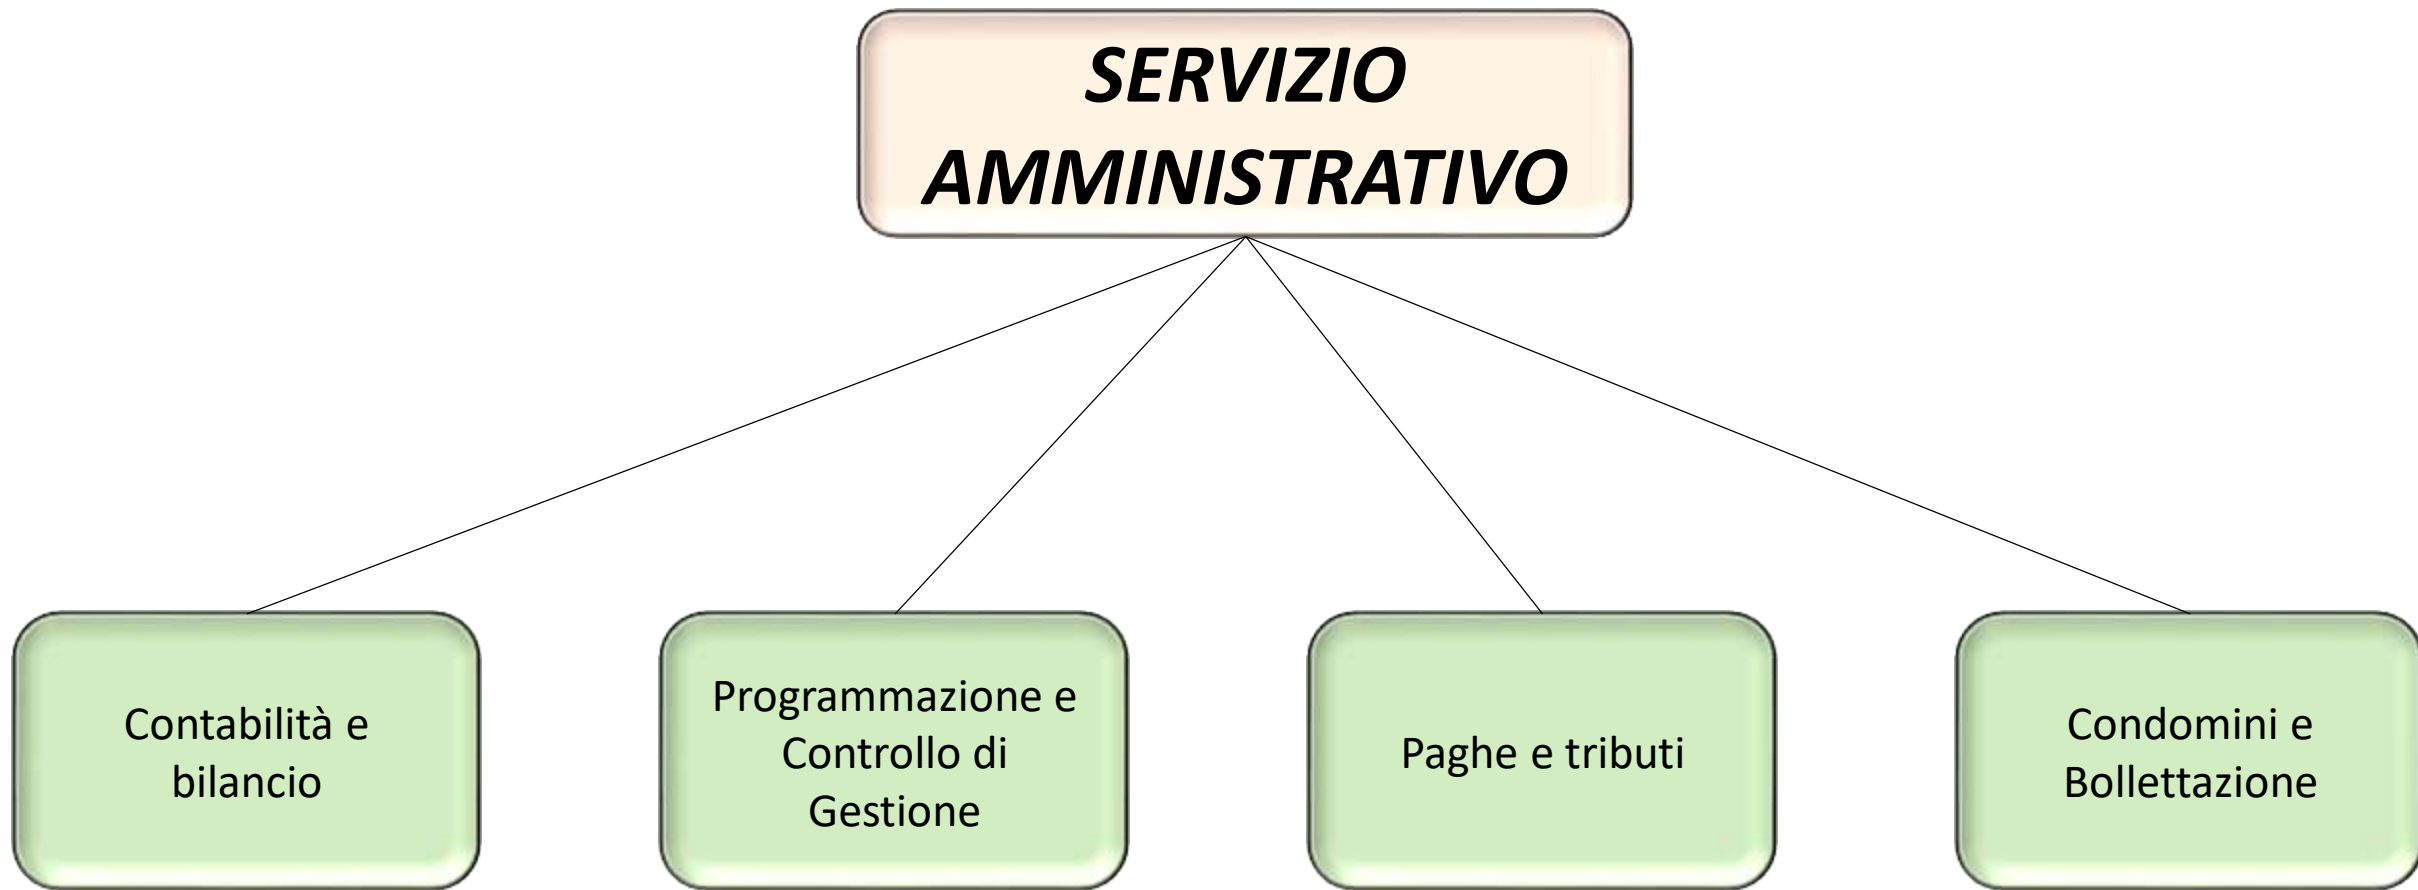 SERVIZIO
AMMINISTRATIVO
Contabilità e
bilancio
Programmazione e
Controllo di
Gestione
Paghe e tributi
Condomini e
Bollettazione